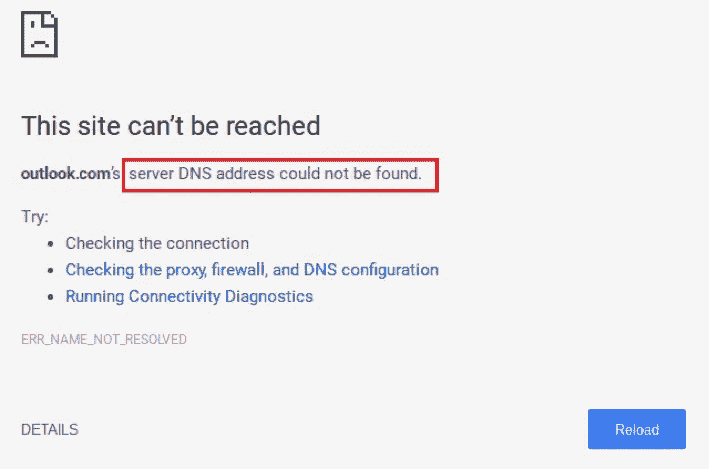 This site can't be reached
outlook.com's server DNS address could not be found.
Try:
• Checking the connection
• Checking the proxy, firewall, and DNS configuration
• Running Connectivity Diagnostics
ERR_NAME_NOT_RESOLVED
DETAILS
Reload